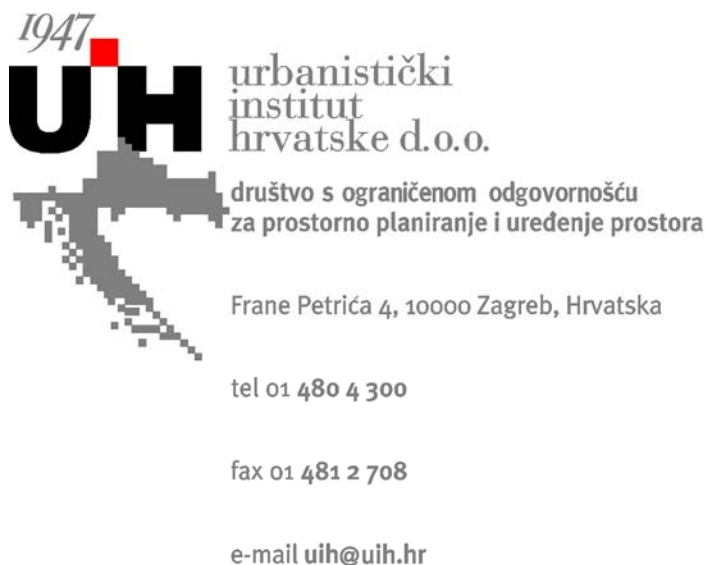 1947
UIH
urbanistički
institut
hrvatske d.o.o.
društvo s ograničenom odgovornošću
za prostorno planiranje i uređenje prostora
Frane Petrića 4, 10000 Zagreb, Hrvatska
tel 01 480 4 300
fax 01 481 2 708
e-mail uih@uih.hr